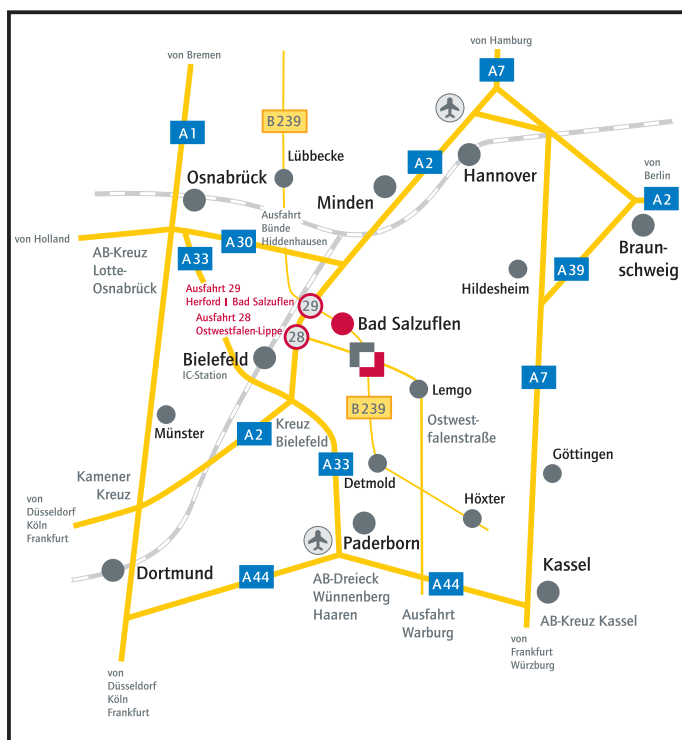 von Hamburg
von Bremen
A7
B239
A1
Lübbecke
A2
Hannover
Osnabrück
Minden
von
Berlin
A2
Ausfahrt
Bünde
Hiddenhausen
von Holland
A30
A33
AB-Kreuz
Lotte-
Osnabrück
Braun-
schweig
A39
Hildesheim
Ausfahrt 29
Herford I Bad Salzuflen
29
Ausfahrt 28
Ostwestfalen-Lippe
28
Bad Salzuflen
Bielefeld
IC-Station
A7
Lemgo
B239
Ostwest-
falenstraße
Münster
A2
Kreuz
Bielefeld
A33
Göttingen
Kamener
Kreuz
Detmold
Höxter
von
Düsseldorf
Köln
Frankfurt
Paderborn
Dortmund
Kassel
A44
A44
AB-Dreieck
Wünnenberg
Haaren
Ausfahrt
Warburg
AB-Kreuz Kassel
von
Frankfurt
Würzburg
von
Düsseldorf
Köln
Frankfurt